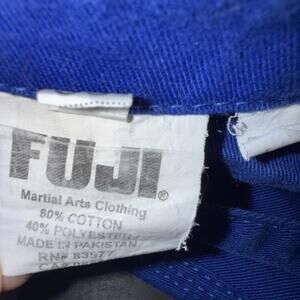 FUJI®
Martial Arts Clothing
60% COTTON
40% POLYESTER
MADE IN PAKISTAN
RN# 83977